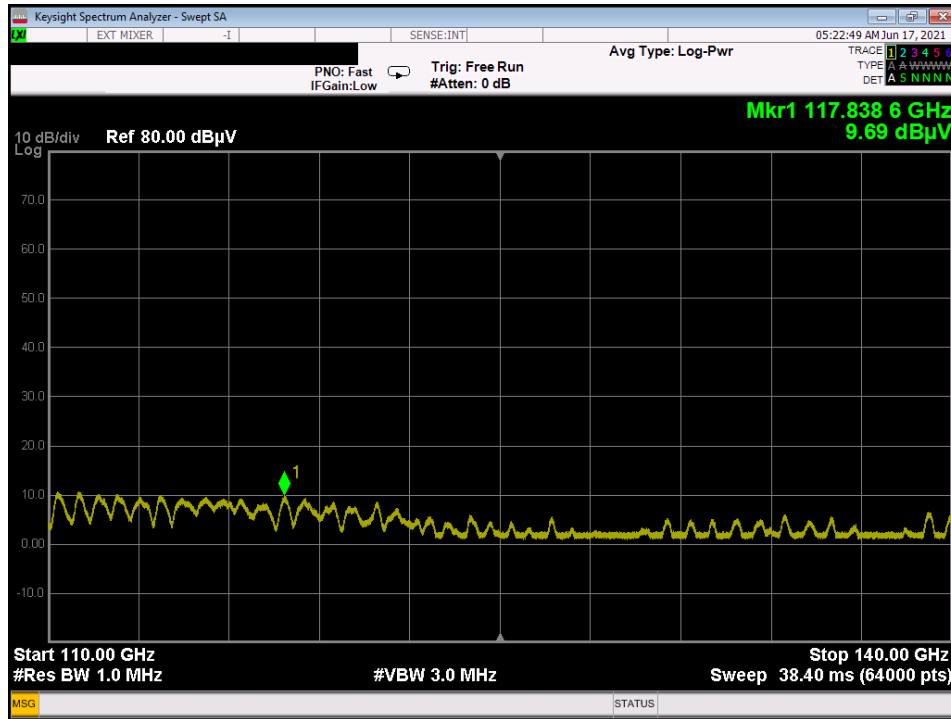 Keysight Spectrum Analyzer - Swept SA
LXI EXT MIXER -I SENSE:INT 05:22:49 AM Jun 17, 2021
Avg Type: Log-Pwr TRACE 1 2 3 4 5 6
PNO: Fast Trig: Free Run TYPE A A W W W W
IFGain:Low #Atten: 0 dB DET A S N N N N
Mkr1 117.838 6 GHz
10 dB/div Ref 80.00 dBµV 9.69 dBµV
Log
70.0
60.0
50.0
40.0
30.0
20.0
1
10.0
0.00
-10.0
Start 110.00 GHz Stop 140.00 GHz
#Res BW 1.0 MHz #VBW 3.0 MHz Sweep 38.40 ms (64000 pts)
MSG STATUS